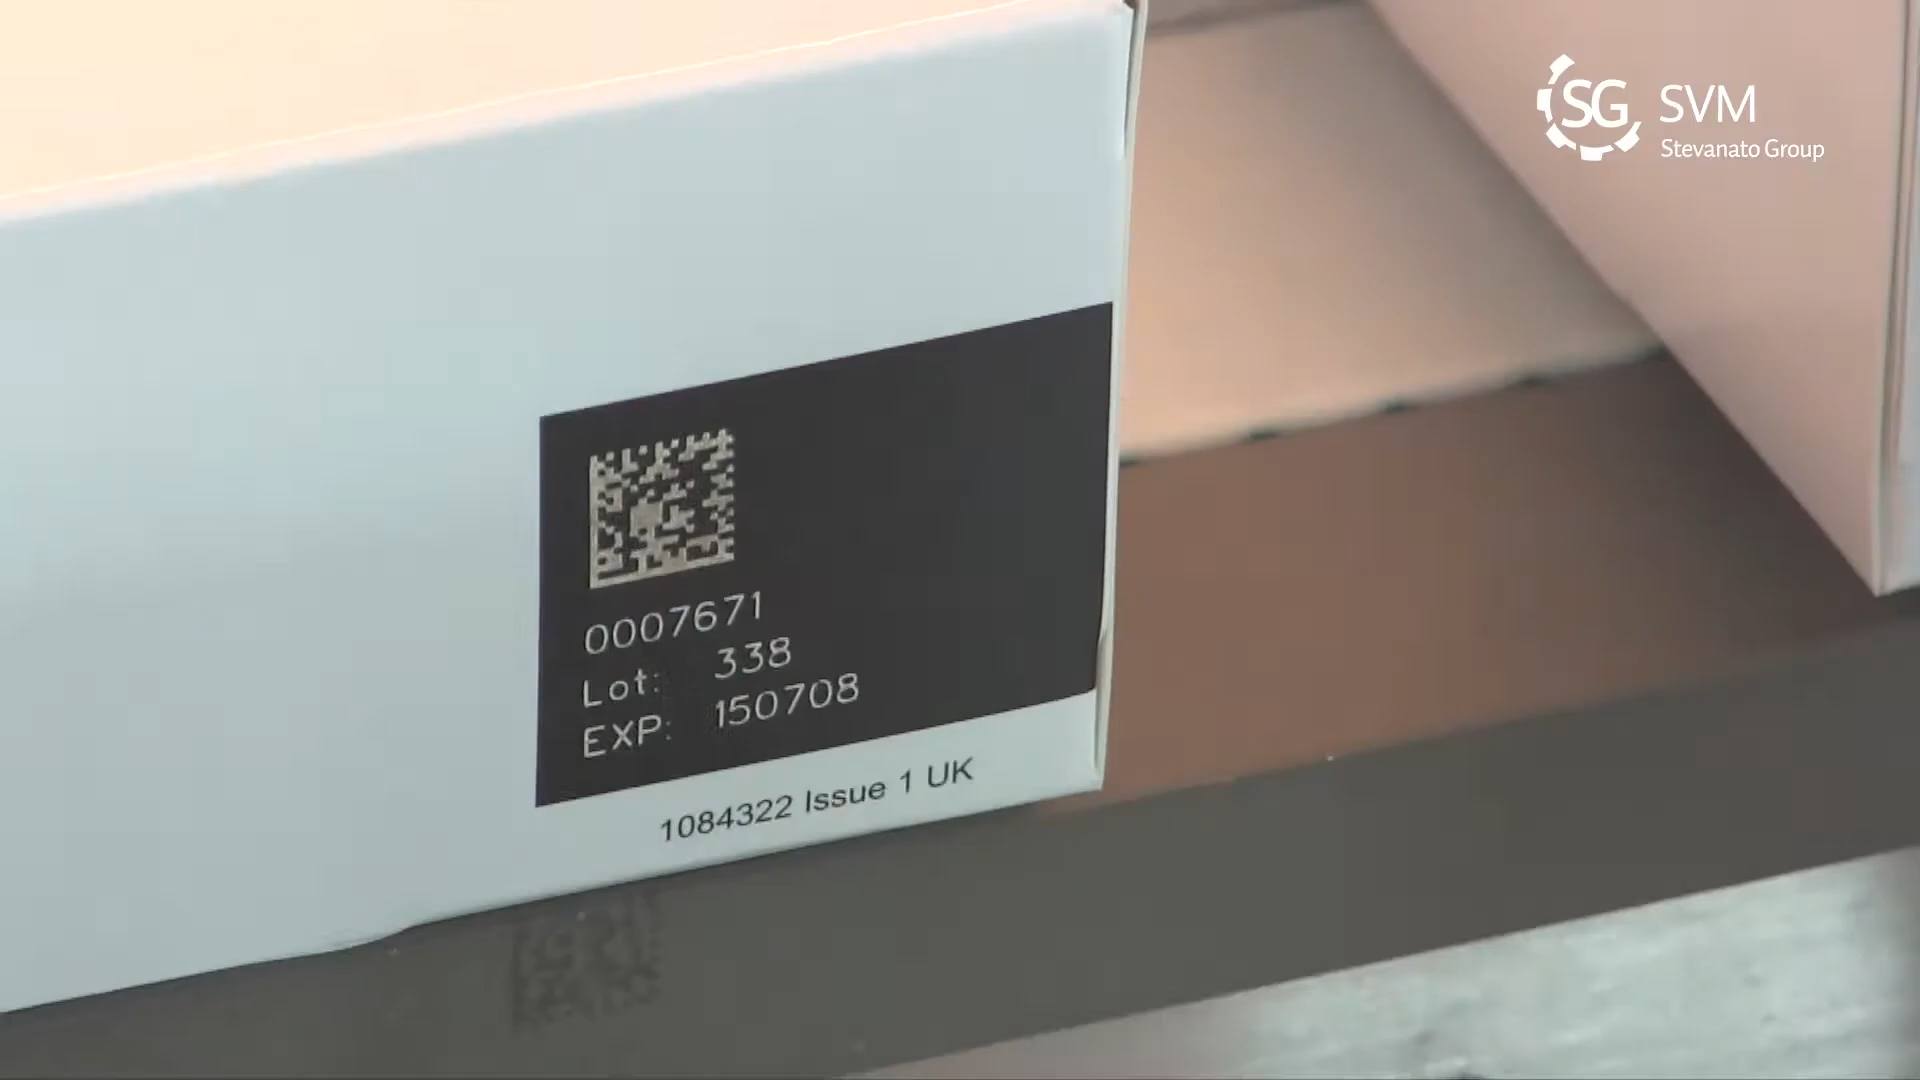 SG SVM
Stevanato Group
0007671
Lot: 338
EXP: 150708
1084322 Issue 1 UK